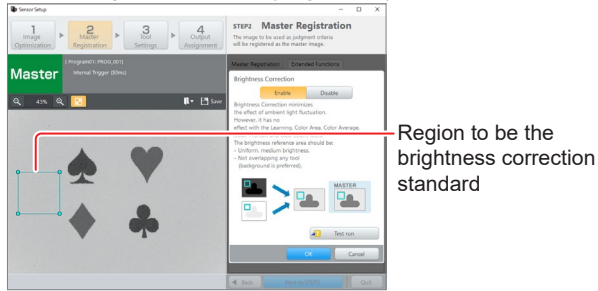 Sensor Setup
1
Image
Optimization
2
Master
Registration
3
Tool
Settings
4
Output
Assignment
STEP2 Master Registration
The image to be used as judgment criteria
will be registered as the master image.
Master
[ Program01: PROG_001]
Internal Trigger (80ms)
Master Registration
Extended Functions
43%
Save
Brightness Correction
Enable
Disable
Brightness Correction minimizes
the effect of ambient light fluctuation.
However, it has no
effect with the Learning, Color Area, Color Average,
The brightness reference area should be:
- Uniform, medium brightness.
- Not overlapping any tool
(background is preferred).
MASTER
Test run
OK
Cancel
Back
Quit
Region to be the
brightness correction
standard